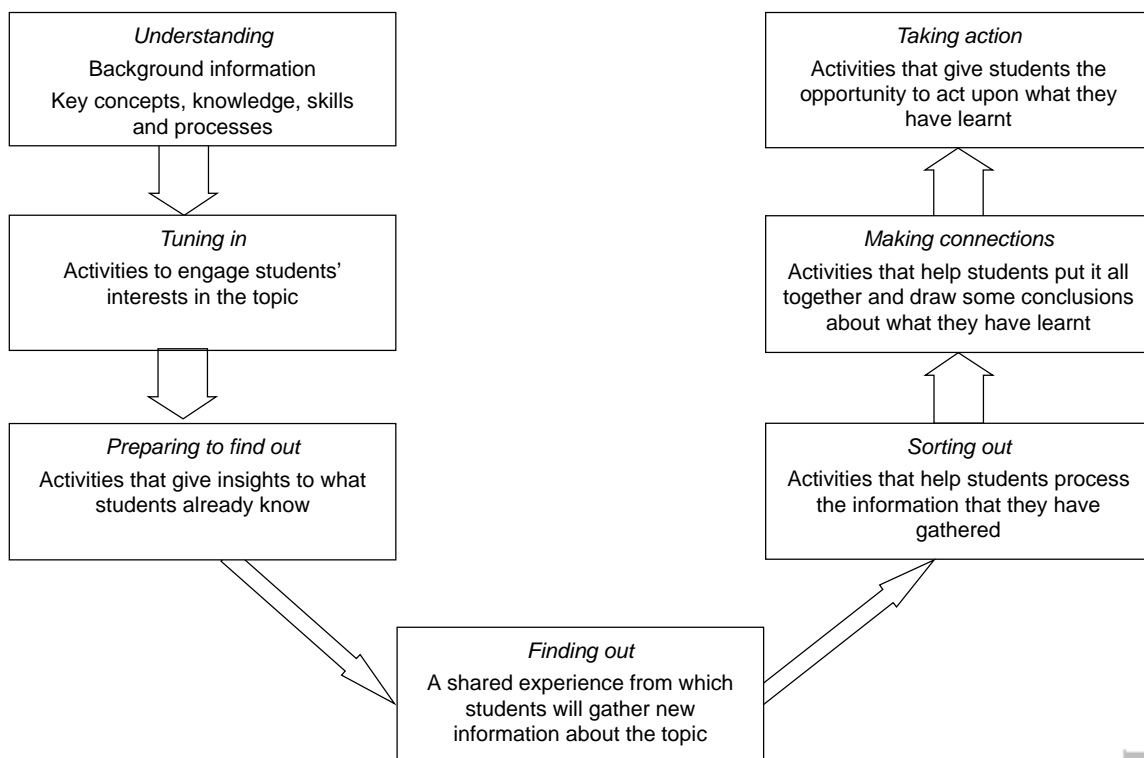 Understanding
Background information
Key concepts, knowledge, skills
and processes
Tuning in
Activities to engage students’
interests in the topic
Preparing to find out
Activities that give insights to what
students already know
Finding out
A shared experience from which
students will gather new
information about the topic
Sorting out
Activities that help students process
the information that they have
gathered
Making connections
Activities that help students put it all
together and draw some conclusions
about what they have learnt
Taking action
Activities that give students the
opportunity to act upon what they
have learnt